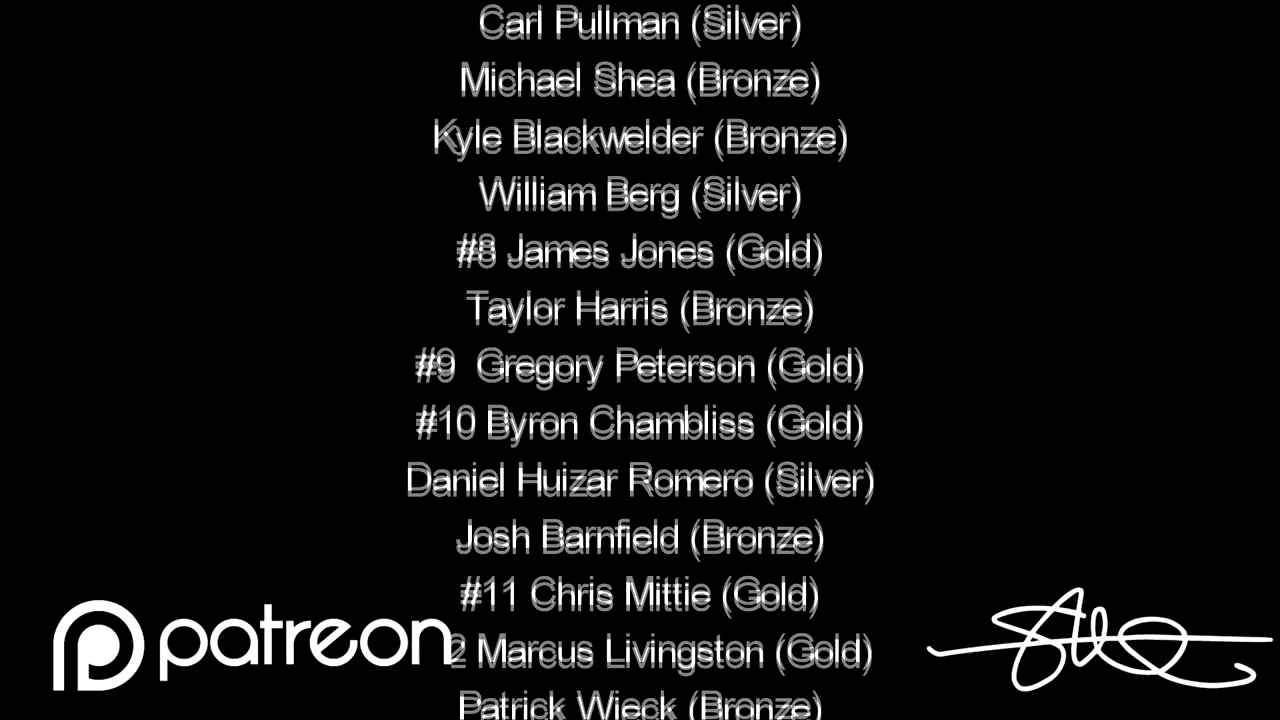 Carl Pullman (Silver)
Michael Shea (Bronze)
Kyle Blackwelder (Bronze)
William Berg (Silver)
#8 James Jones (Gold)
Taylor Harris (Bronze)
#9  Gregory Peterson (Gold)
#10 Byron Chambliss (Gold)
Daniel Huizar Romero (Silver)
Josh Barnfield (Bronze)
#11 Chris Mittie (Gold)
patreon
2 Marcus Livingston (Gold)
Patrick Wieck (Bronze)